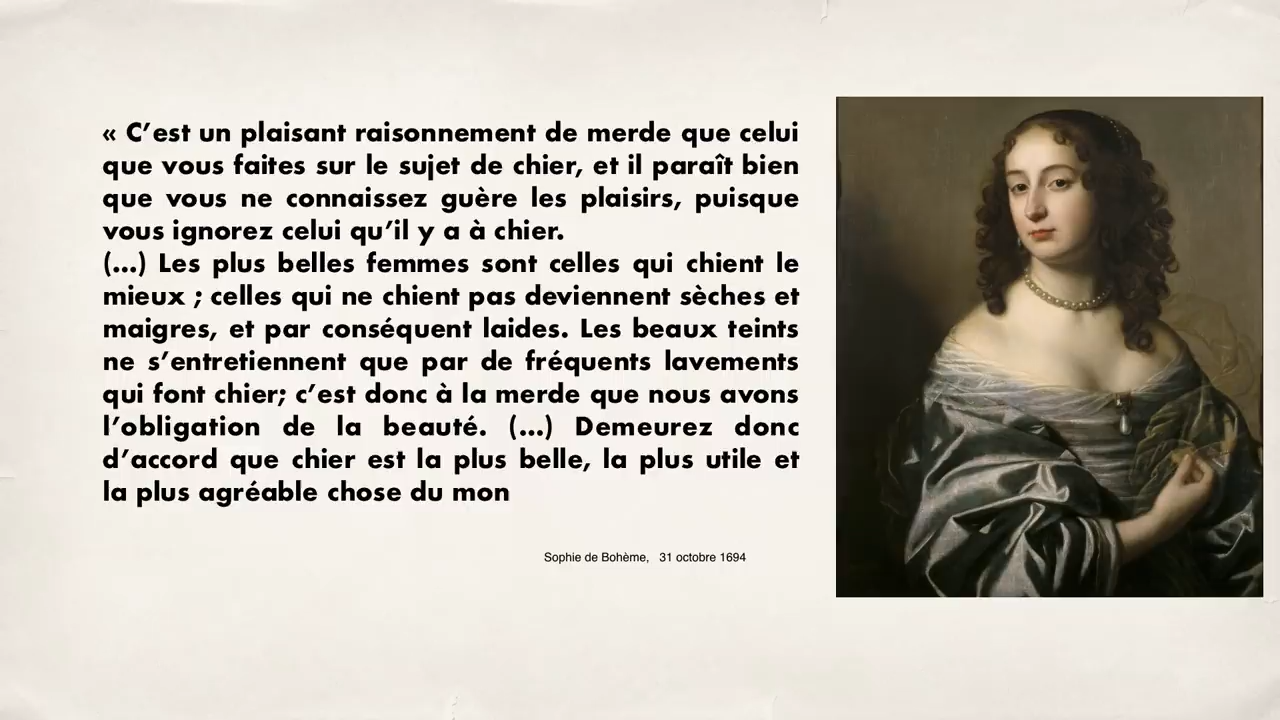 « C’est un plaisant raisonnement de merde que celui
que vous faites sur le sujet de chier, et il paraît bien
que vous ne connaissez guère les plaisirs, puisque
vous ignorez celui qu’il y a à chier.
(…) Les plus belles femmes sont celles qui chient le
mieux ; celles qui ne chient pas deviennent sèches et
maigres, et par conséquent laides. Les beaux teints
ne s’entretiennent que par de fréquents lavements
qui font chier; c’est donc à la merde que nous avons
l’obligation de la beauté. (…) Demeurez donc
d’accord que chier est la plus belle, la plus utile et
la plus agréable chose du mon
Sophie de Bohème, 31 octobre 1694